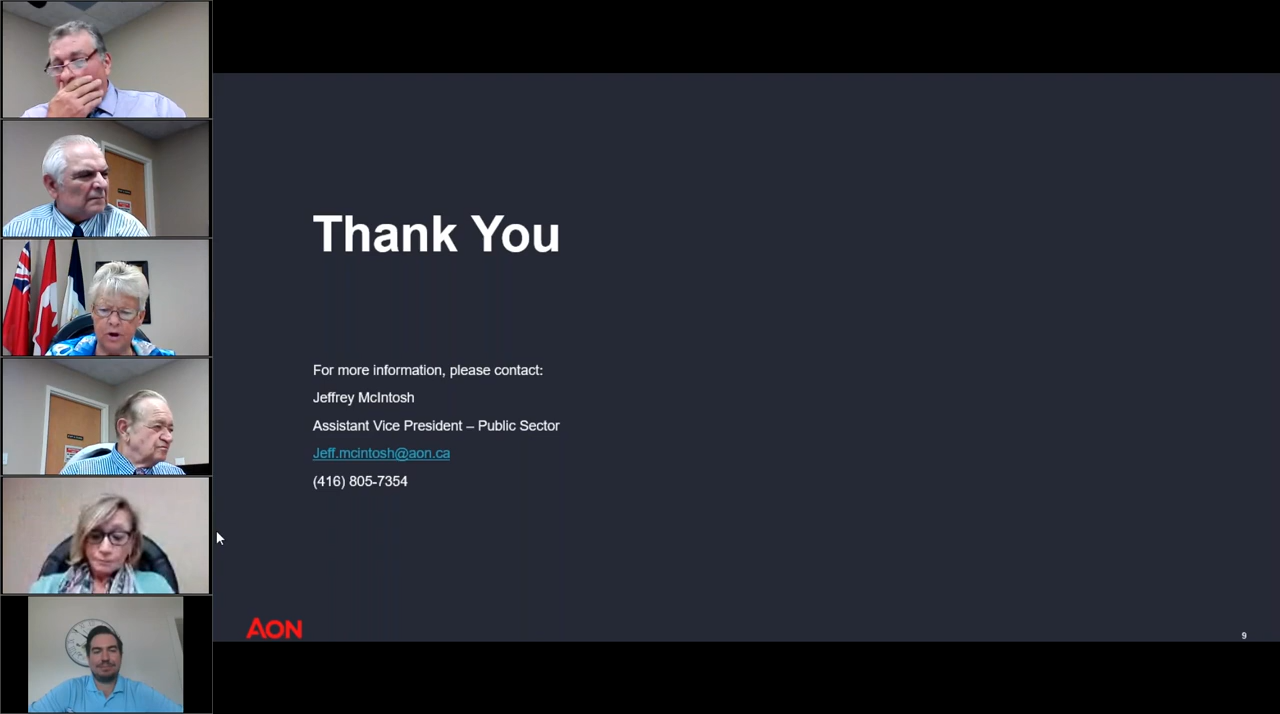 Thank You
For more information, please contact:
Jeffrey McIntosh
Assistant Vice President – Public Sector
Jeff.mcintosh@aon.ca
(416) 805-7354
AON
9